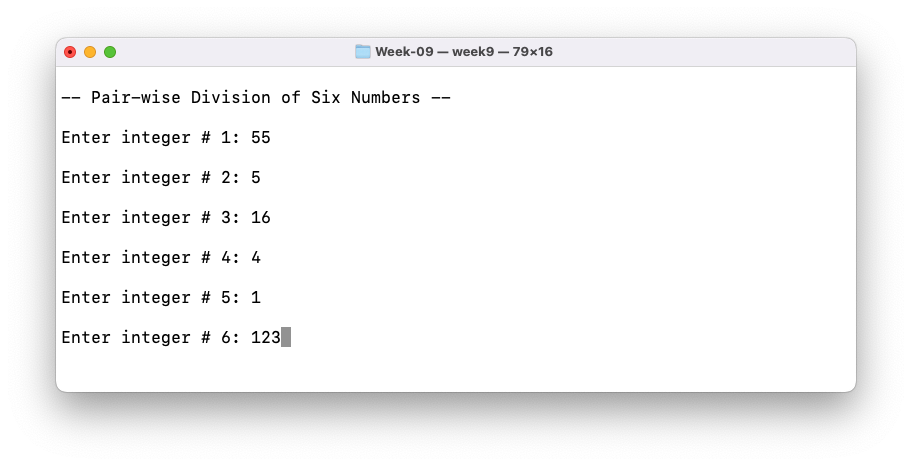 Week-09 — week9 — 79×16
-- Pair-wise Division of Six Numbers --
Enter integer # 1: 55
Enter integer # 2: 5
Enter integer # 3: 16
Enter integer # 4: 4
Enter integer # 5: 1
Enter integer # 6: 123